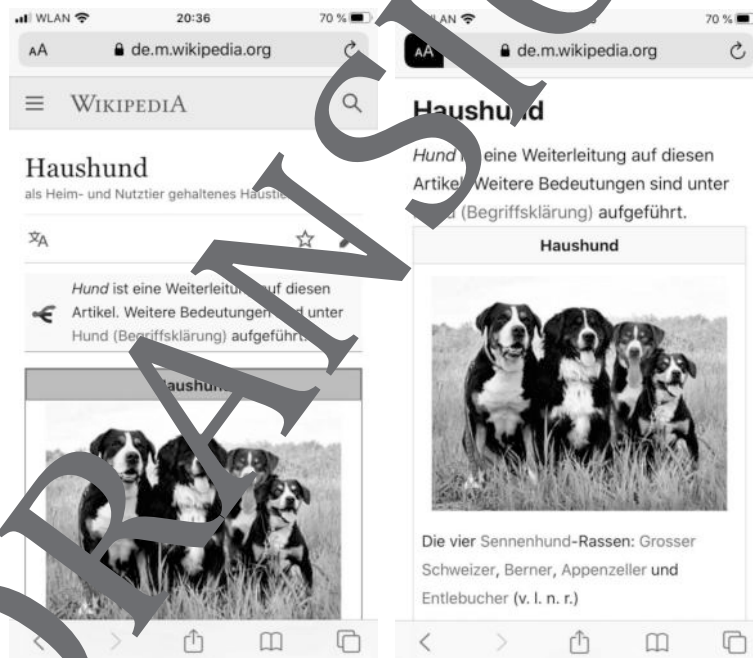 WLAN
20:36
70 %
AA
de.m.wikipedia.org
WIKIPEDIA
Haushund
als Heim- und Nutztier gehaltenes
Hund ist eine Weiterleitung auf diesen
Artikel. Weitere Bedeutungen sind unter
Hund (Begriffsklärung) aufgeführt.
Haushund
70 %
AA
de.m.wikipedia.org
Haushund
Hund ist eine Weiterleitung auf diesen
Artikel. Weitere Bedeutungen sind unter
Hund (Begriffsklärung) aufgeführt.
Haushund
Die vier Sennenhund-Rassen: Grosser
Schweizer, Berner, Appenzeller und
Entlebucher (v. l. n. r.)